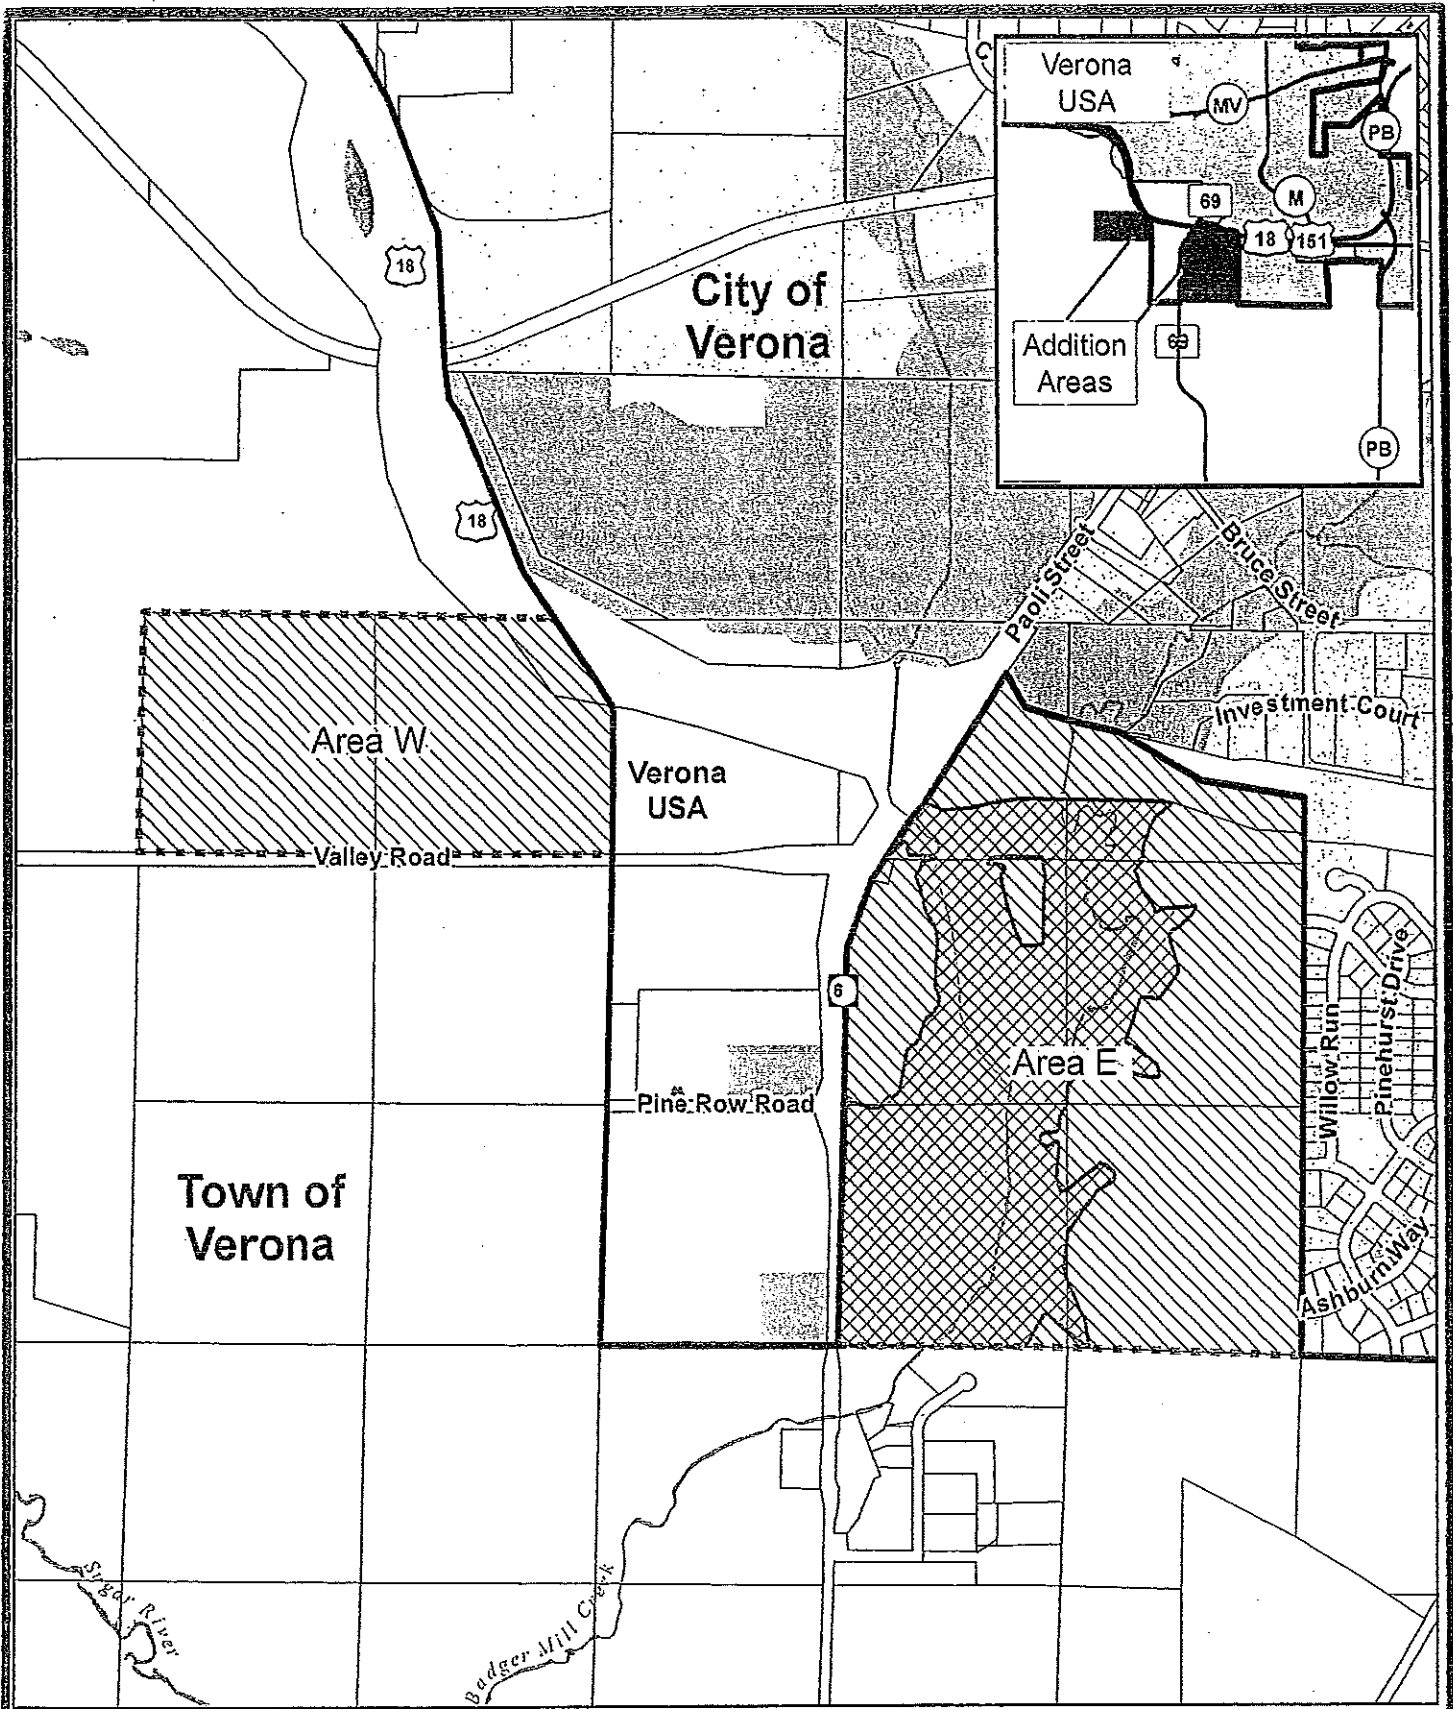 Verona
USA
MV
PB
69
M
18
151
Addition
Areas
69
PB
18
City of
Verona
18
Paoli Street
Bruce Street
Investment Court
Area W
Verona
USA
Valley Road
6
Area E
Willow Run
Pinehurst Drive
Pine Row Road
Town of
Verona
Ashburn Way
Sugar River
Badger Mill Creek